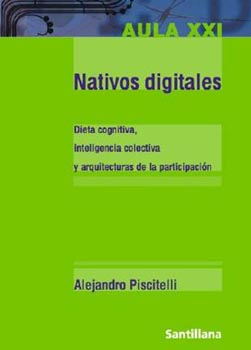 AULA XXI
Nativos digitales
Dieta cognitiva,
Inteligencia colectiva
y arquitecturas de la participación
Alejandro Piscitelli
Santillana